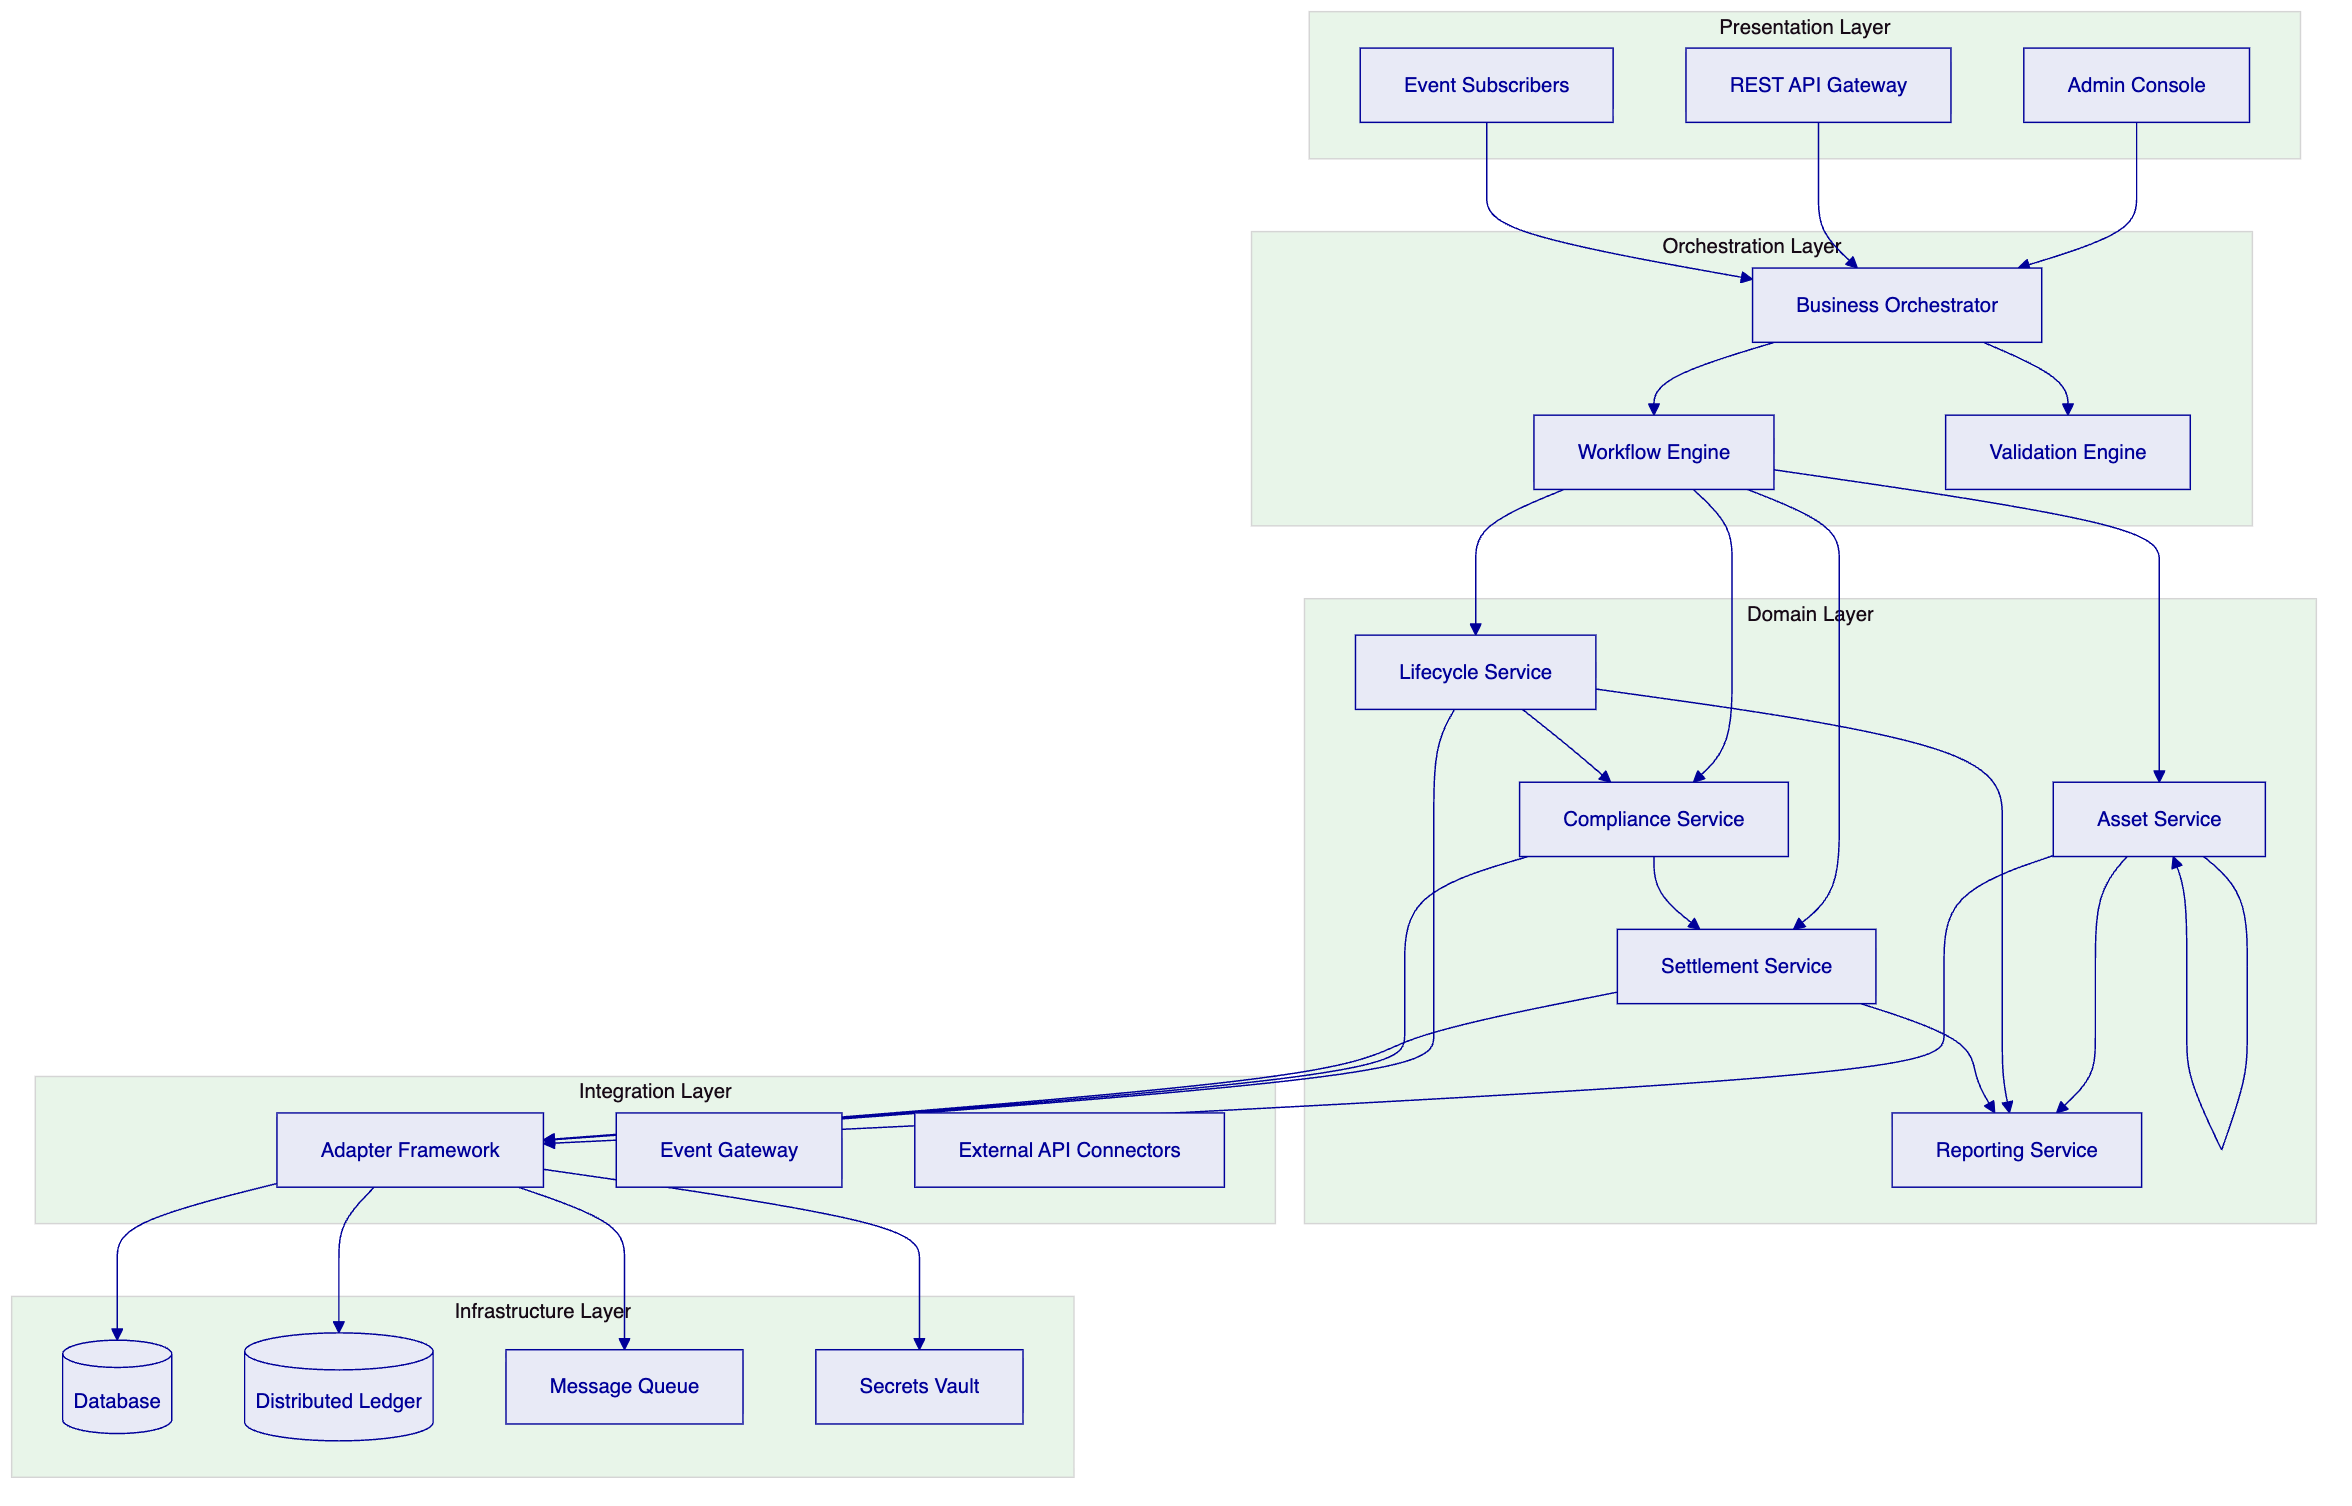 Presentation Layer
Event Subscribers
REST API Gateway
Admin Console
Orchestration Layer
Business Orchestrator
Workflow Engine
Validation Engine
Domain Layer
Lifecycle Service
Compliance Service
Asset Service
Settlement Service
Reporting Service
Integration Layer
Adapter Framework
Event Gateway
External API Connectors
Infrastructure Layer
Database
Distributed Ledger
Message Queue
Secrets Vault